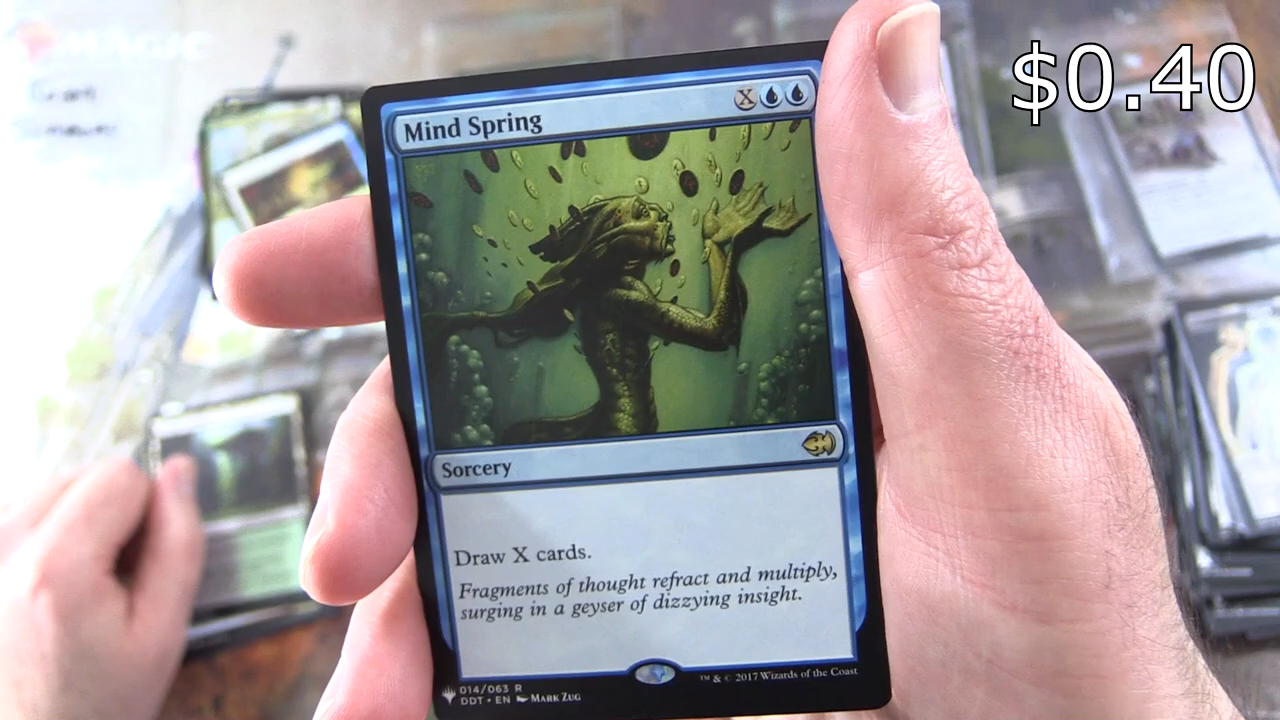 MAGIC
$0.40
Mind Spring
X
Sorcery
Draw X cards.
Fragments of thought refract and multiply,
surging in a geyser of dizzying insight.
014/063 R
DDT • EN Mark Zug
™ & © 2017 Wizards of the Coast